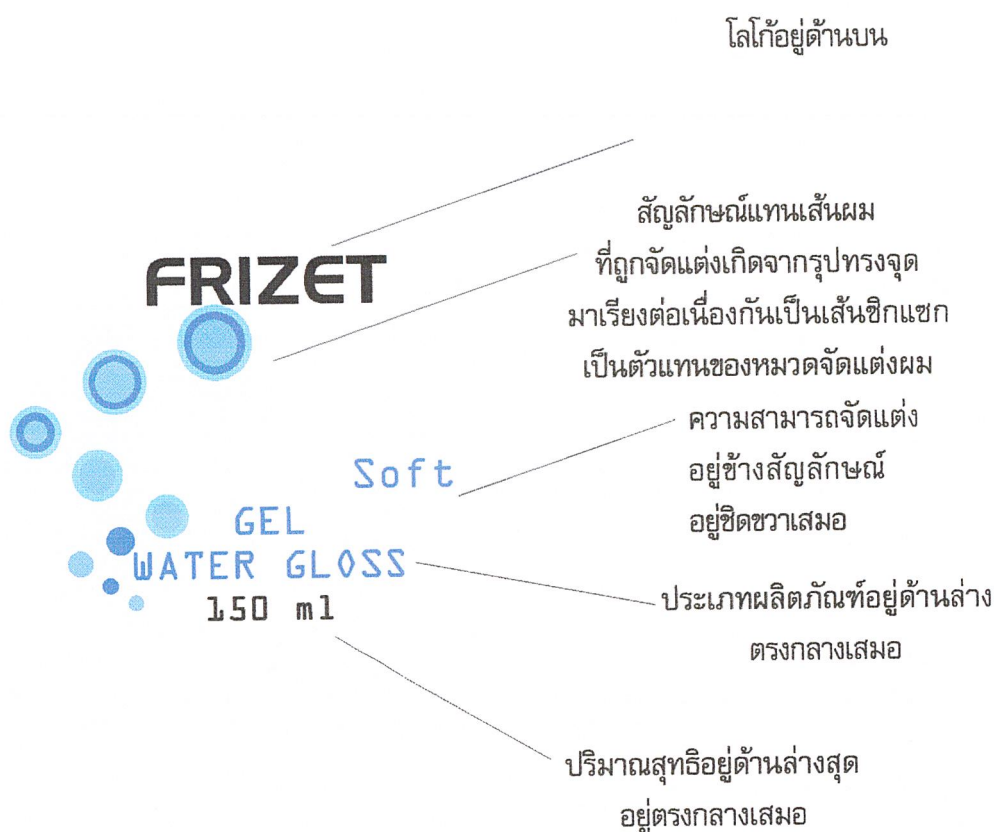 โลโก้อยู่ด้านบน
สัญลักษณ์แทนเส้นผม
ที่ถูกจัดแต่งเกิดจากรุปทรงจุด
มาเรียงต่อเนื่องกันเป็นเส้นซิกแซก
เป็นตัวแทนของหมวดจัดแต่งผม
FRIZET
ความสามารถจัดแต่ง
อยู่ข้างสัญลักษณ์
อยู่ชิดขวาเสมอ
Soft
GEL
WATER GLOSS
150 ml
ประเภทผลิตภัณฑ์อยู่ด้านล่าง
ตรงกลางเสมอ
ปริมาณสุทธิอยู่ด้านล่างสุด
อยู่ตรงกลางเสมอ